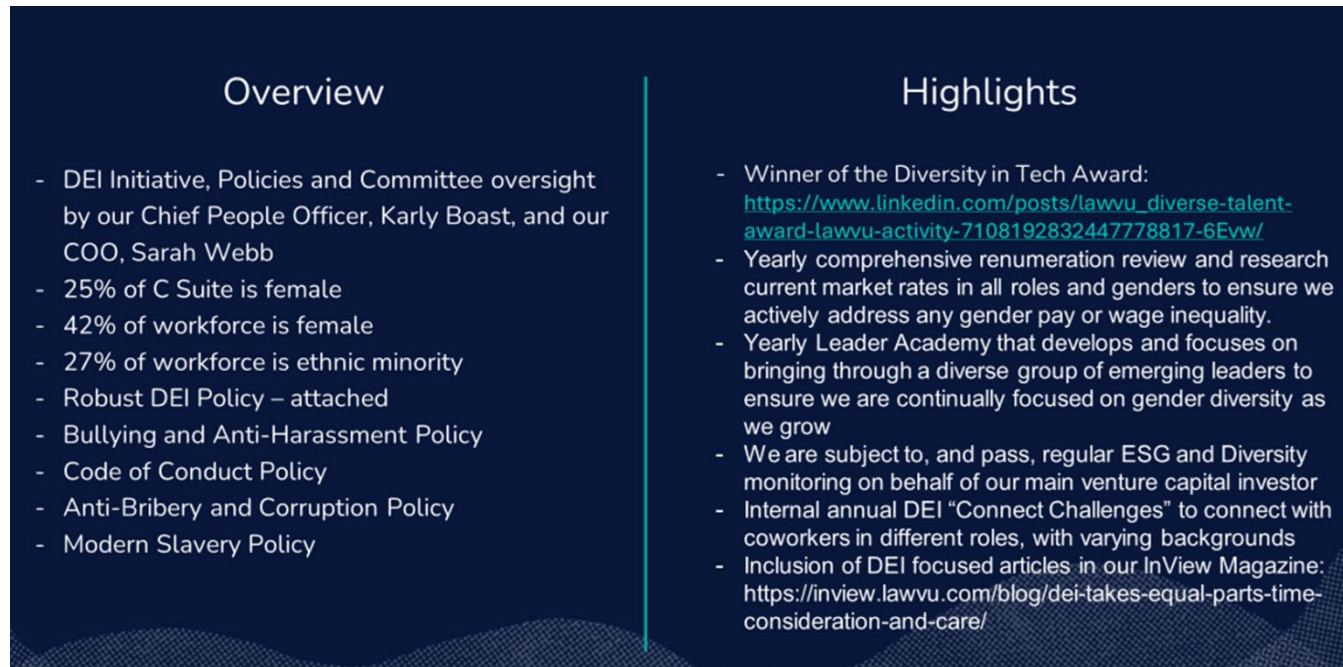 Overview
- DEI Initiative, Policies and Committee oversight
by our Chief People Officer, Karly Boast, and our
COO, Sarah Webb
- 25% of C Suite is female
- 42% of workforce is female
- 27% of workforce is ethnic minority
- Robust DEI Policy – attached
- Bullying and Anti-Harassment Policy
- Code of Conduct Policy
- Anti-Bribery and Corruption Policy
- Modern Slavery Policy
Highlights
- Winner of the Diversity in Tech Award:
https://www.linkedin.com/posts/lawvu_diverse-talent-
award-lawvu-activity-7108192832447778817-6Evw/
- Yearly comprehensive renumeration review and research
current market rates in all roles and genders to ensure we
actively address any gender pay or wage inequality.
- Yearly Leader Academy that develops and focuses on
bringing through a diverse group of emerging leaders to
ensure we are continually focused on gender diversity as
we grow
- We are subject to, and pass, regular ESG and Diversity
monitoring on behalf of our main venture capital investor
- Internal annual DEI “Connect Challenges” to connect with
coworkers in different roles, with varying backgrounds
- Inclusion of DEI focused articles in our InView Magazine:
https://inview.lawvu.com/blog/dei-takes-equal-parts-time-
consideration-and-care/